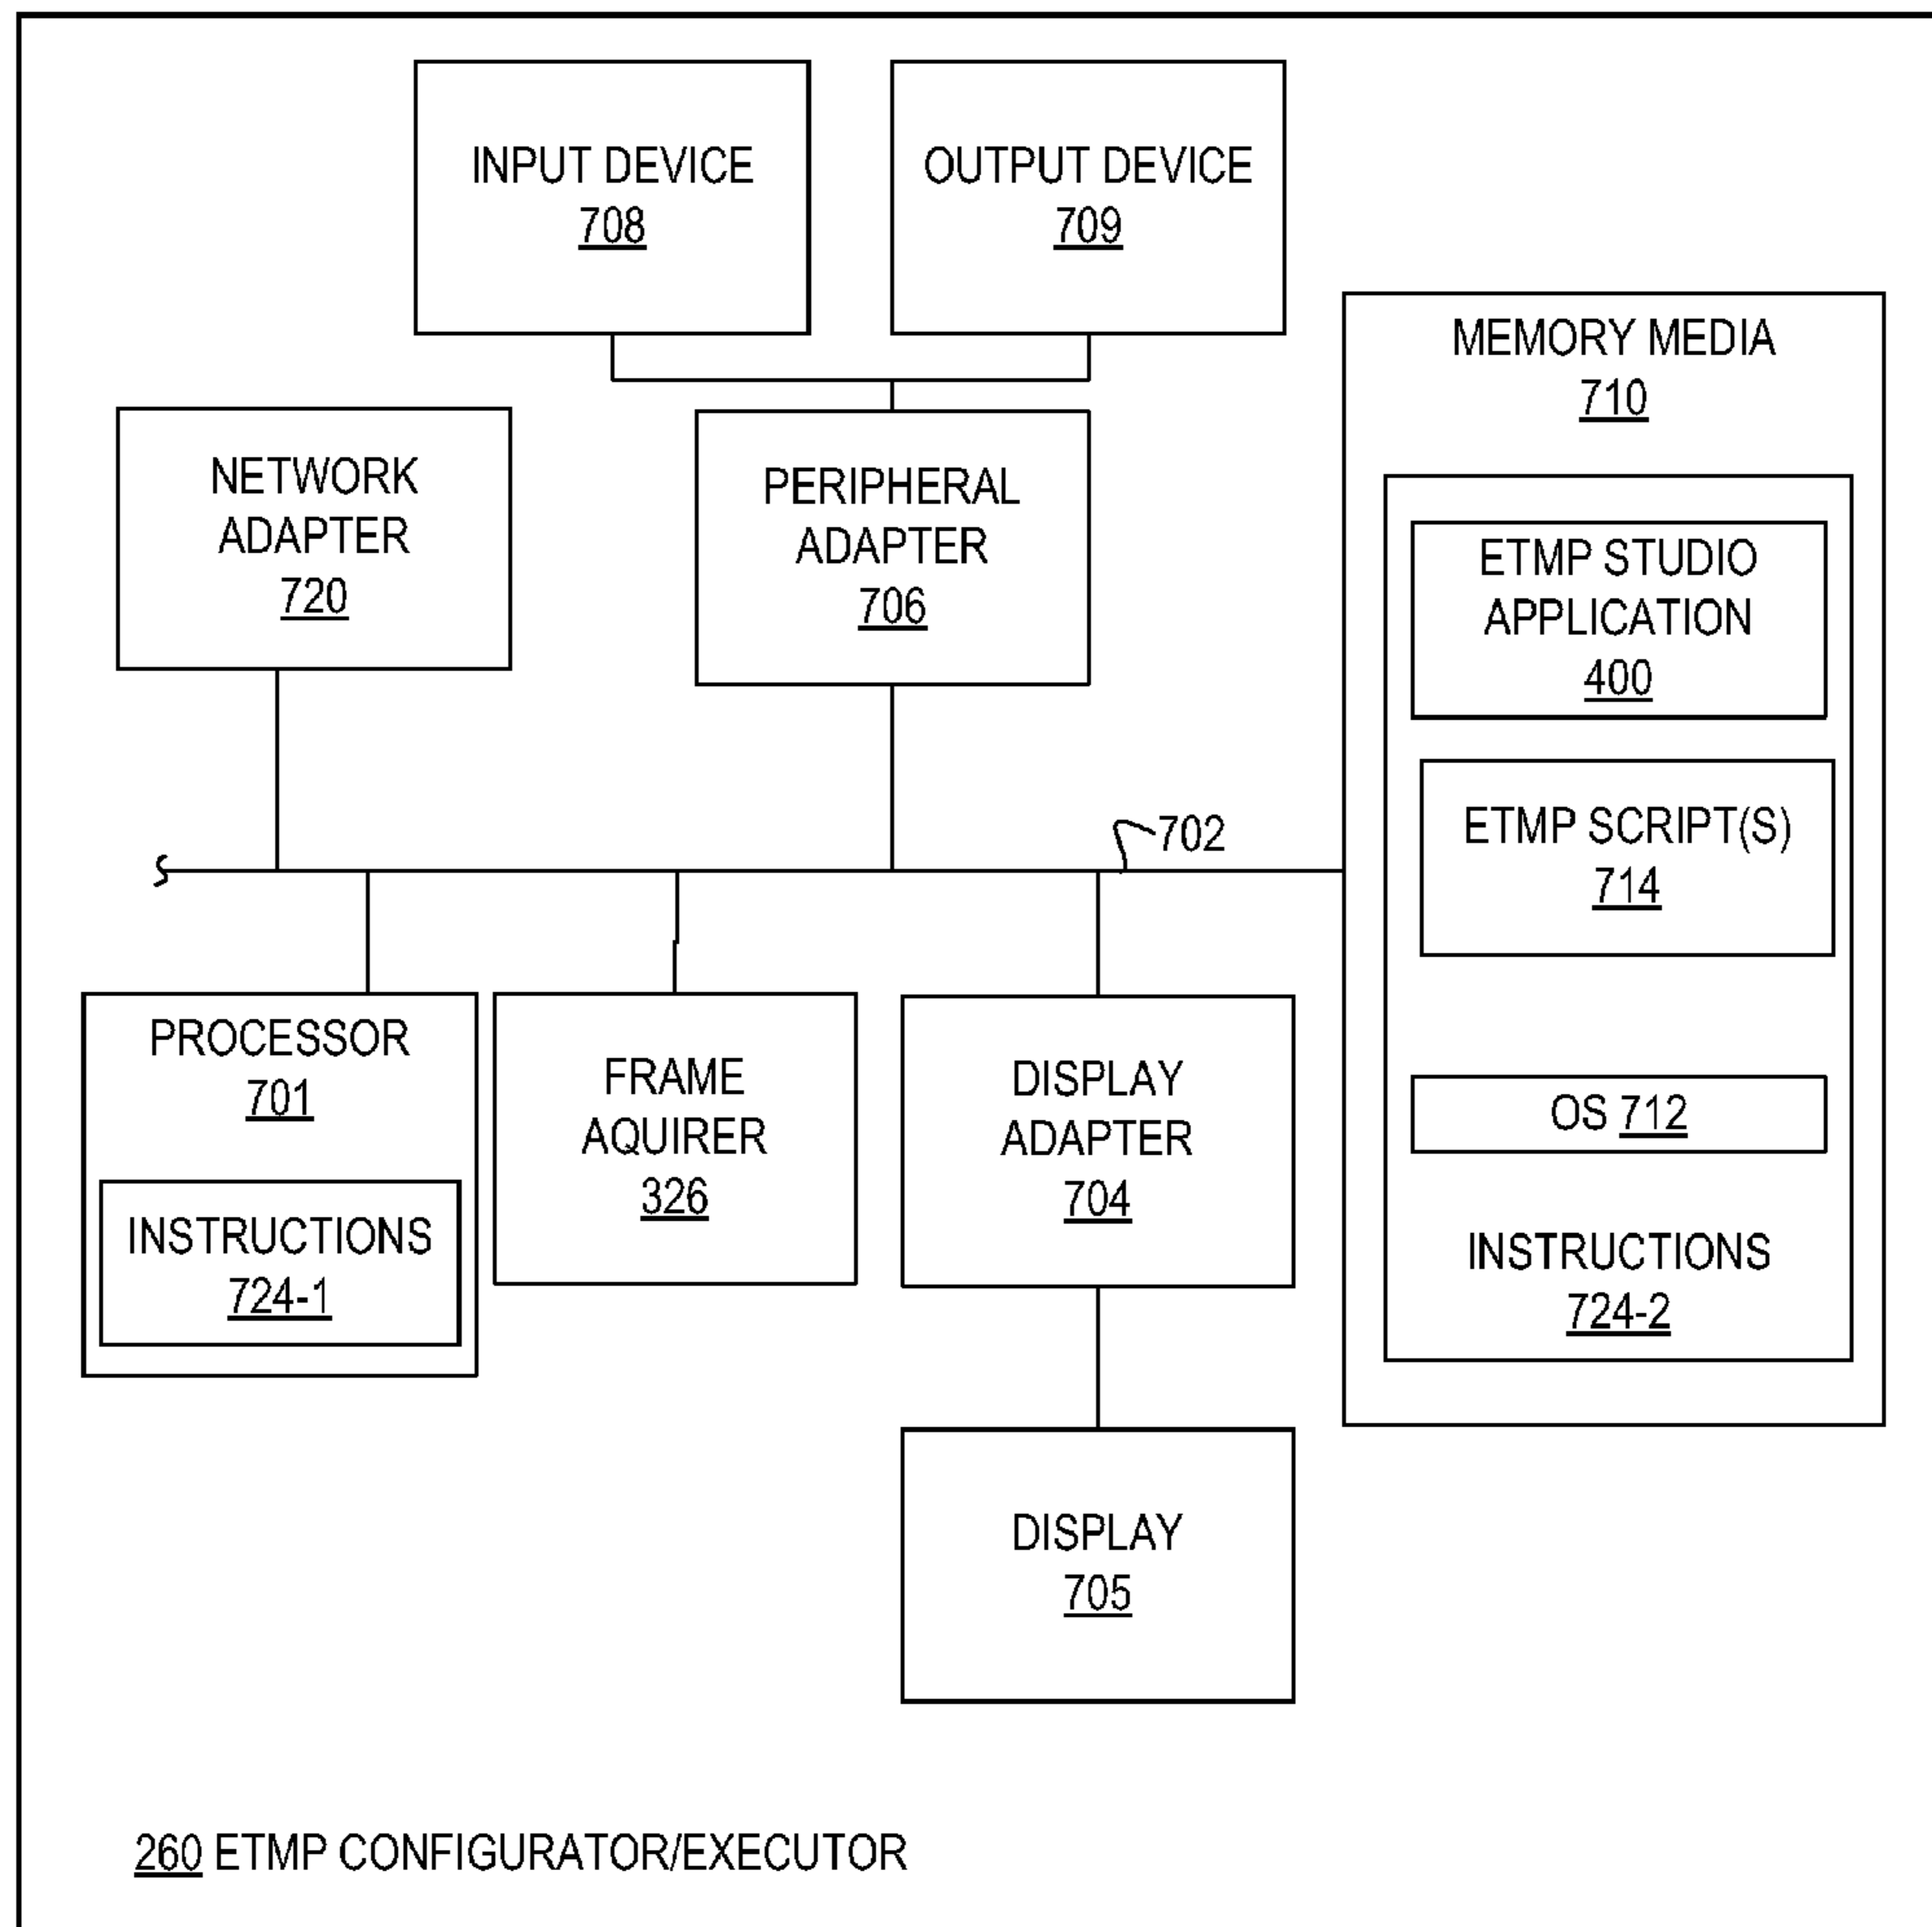 INPUT DEVICE
708
OUTPUT DEVICE
709
MEMORY MEDIA
710
NETWORK
ADAPTER
720
PERIPHERAL
ADAPTER
706
ETMP STUDIO
APPLICATION
400
ETMP SCRIPT(S)
714
702
PROCESSOR
701
INSTRUCTIONS
724-1
FRAME
AQUIRER
326
DISPLAY
ADAPTER
704
OS 712
INSTRUCTIONS
724-2
DISPLAY
705
260 ETMP CONFIGURATOR/EXECUTOR